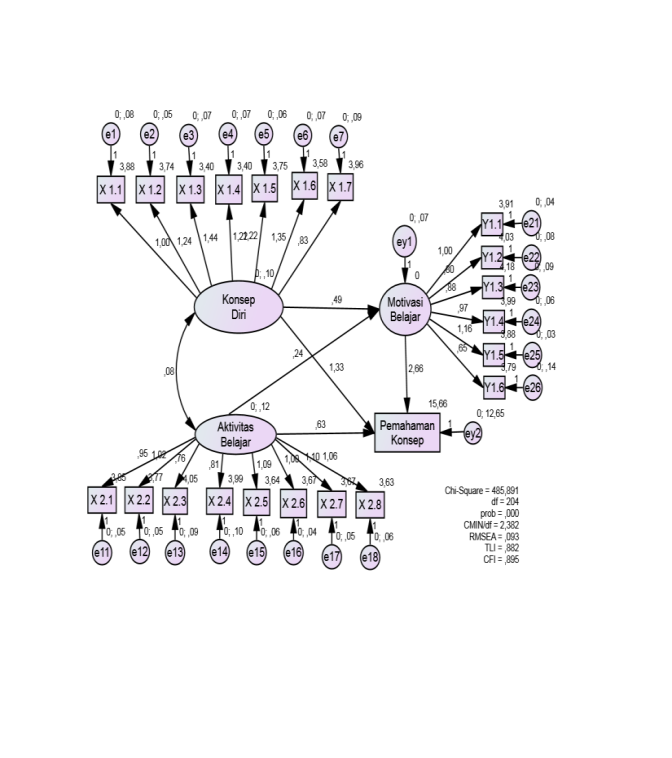 0; ,08 0; ,05 0; ,07 0; ,07 0; ,06 0; ,07 0; ,09
e1 e2 e3 e4 e5 e6 e7
1 1 1 1 1 1 1
3,88 3,74 3,40 3,40 3,75 3,58 3,96
X 1.1 X 1.2 X 1.3 X 1.4 X 1.5 X 1.6 X 1.7
1,00 1,24 1,44 1,22 1,35 ,83
0; ,10
Konsep
Diri
0; ,07
ey1
1
0
Motivasi
Belajar
3,91 0; ,04
Y1.1 1 e21
4,03 0; ,08
Y1.2 1 e22
4,18 0; ,09
Y1.3 1 e23
3,99 0; ,06
Y1.4 1 e24
3,88 0; ,03
Y1.5 1 e25
3,79 0; ,14
Y1.6 1 e26
1,00
,88
,97
1,16
,65
,49
,24
1,33
,08
2,66
0; ,12
Aktivitas
Belajar
,63
15,66
Pemahaman
Konsep
1
0; 12,65
ey2
,95 1,02 ,76 ,81 1,09 1,10 1,06
3,77 4,05 3,99 3,64 3,67 3,67 3,63
X 2.1 X 2.2 X 2.3 X 2.4 X 2.5 X 2.6 X 2.7 X 2.8
1 1 1 1 1 1 1 1
0; ,05 0; ,05 0; ,09 0; ,10 0; ,06 0; ,04 0; ,05 0; ,06
e11 e12 e13 e14 e15 e16 e17 e18
Chi-Square = 485,891
df = 204
prob = ,000
CMIN/df = 2,382
RMSEA = ,093
TLI = ,882
CFI = ,895